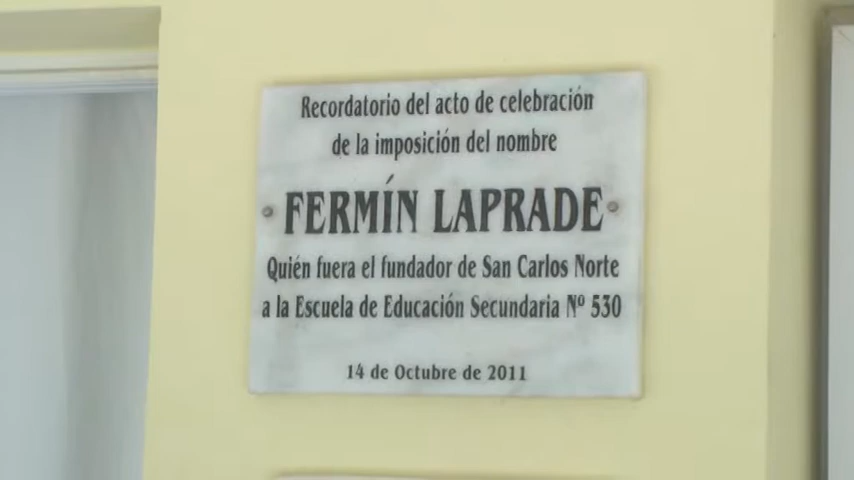 Recordatorio del acto de celebración
de la imposición del nombre
FERMÍN LAPRADE
Quién fuera el fundador de San Carlos Norte
a la Escuela de Educación Secundaria Nº 530
14 de Octubre de 2011